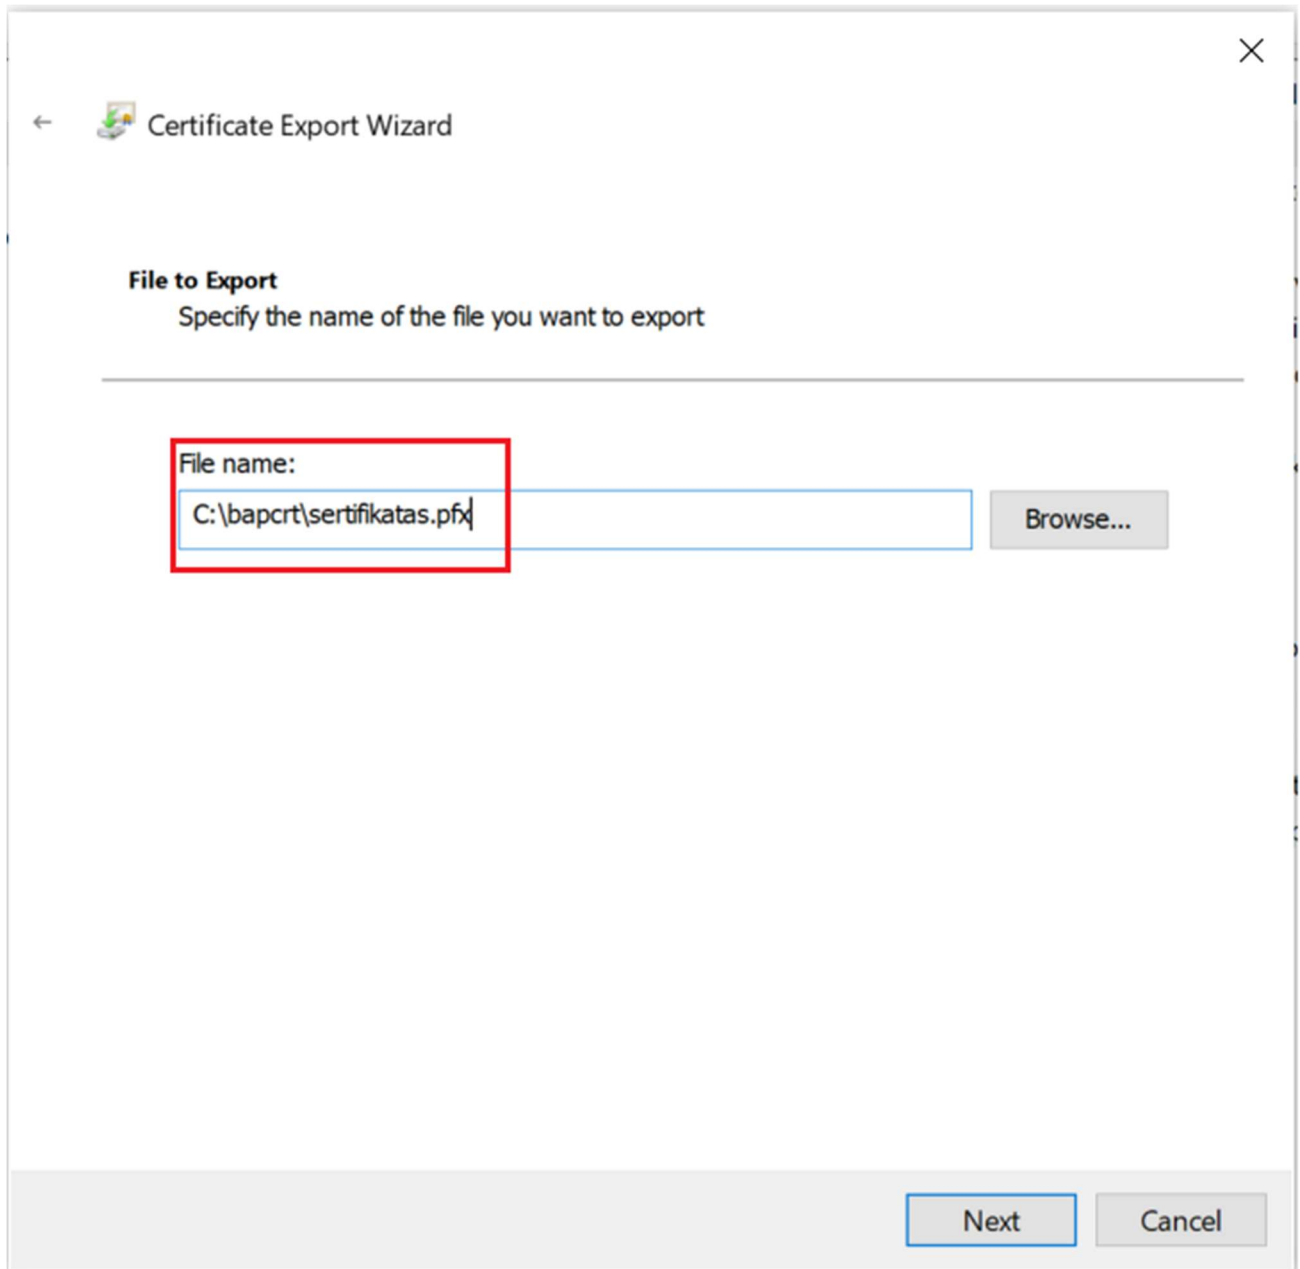 Certificate Export Wizard
File to Export
Specify the name of the file you want to export
File name:
C:\bapcrt\sertifikatas.pfx
Browse...
Next
Cancel